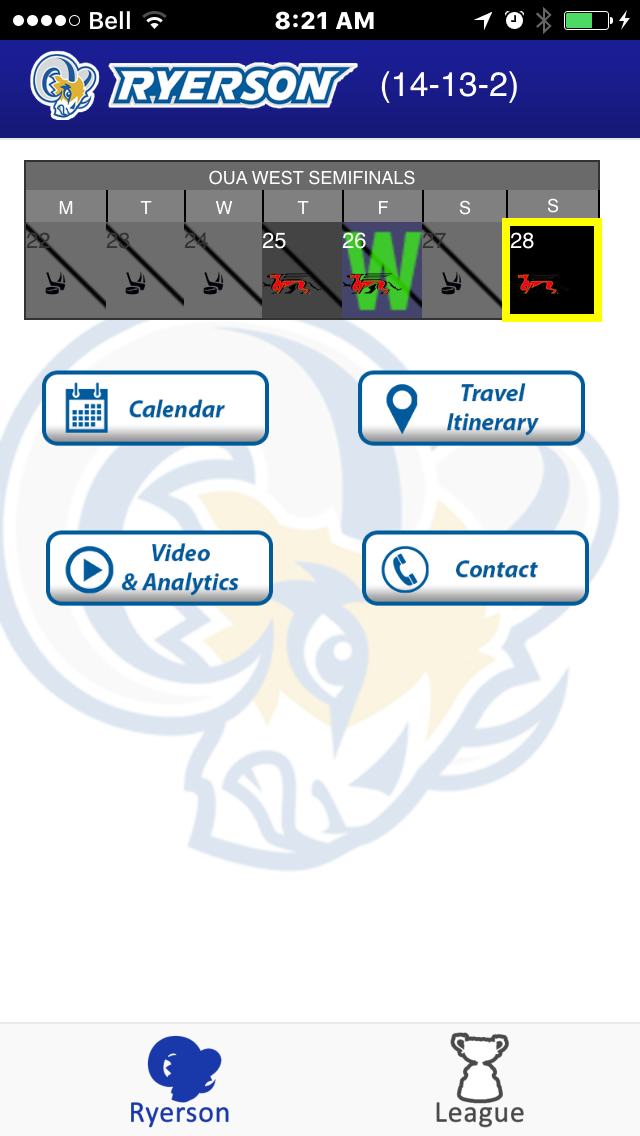 Bell 8:21 AM
RYERSON (14-13-2)
OUA WEST SEMIFINALS
M T W T F S S
22 23 24 25 26 27 28
W
Calendar
Travel
Itinerary
Video
& Analytics
Contact
Ryerson
League